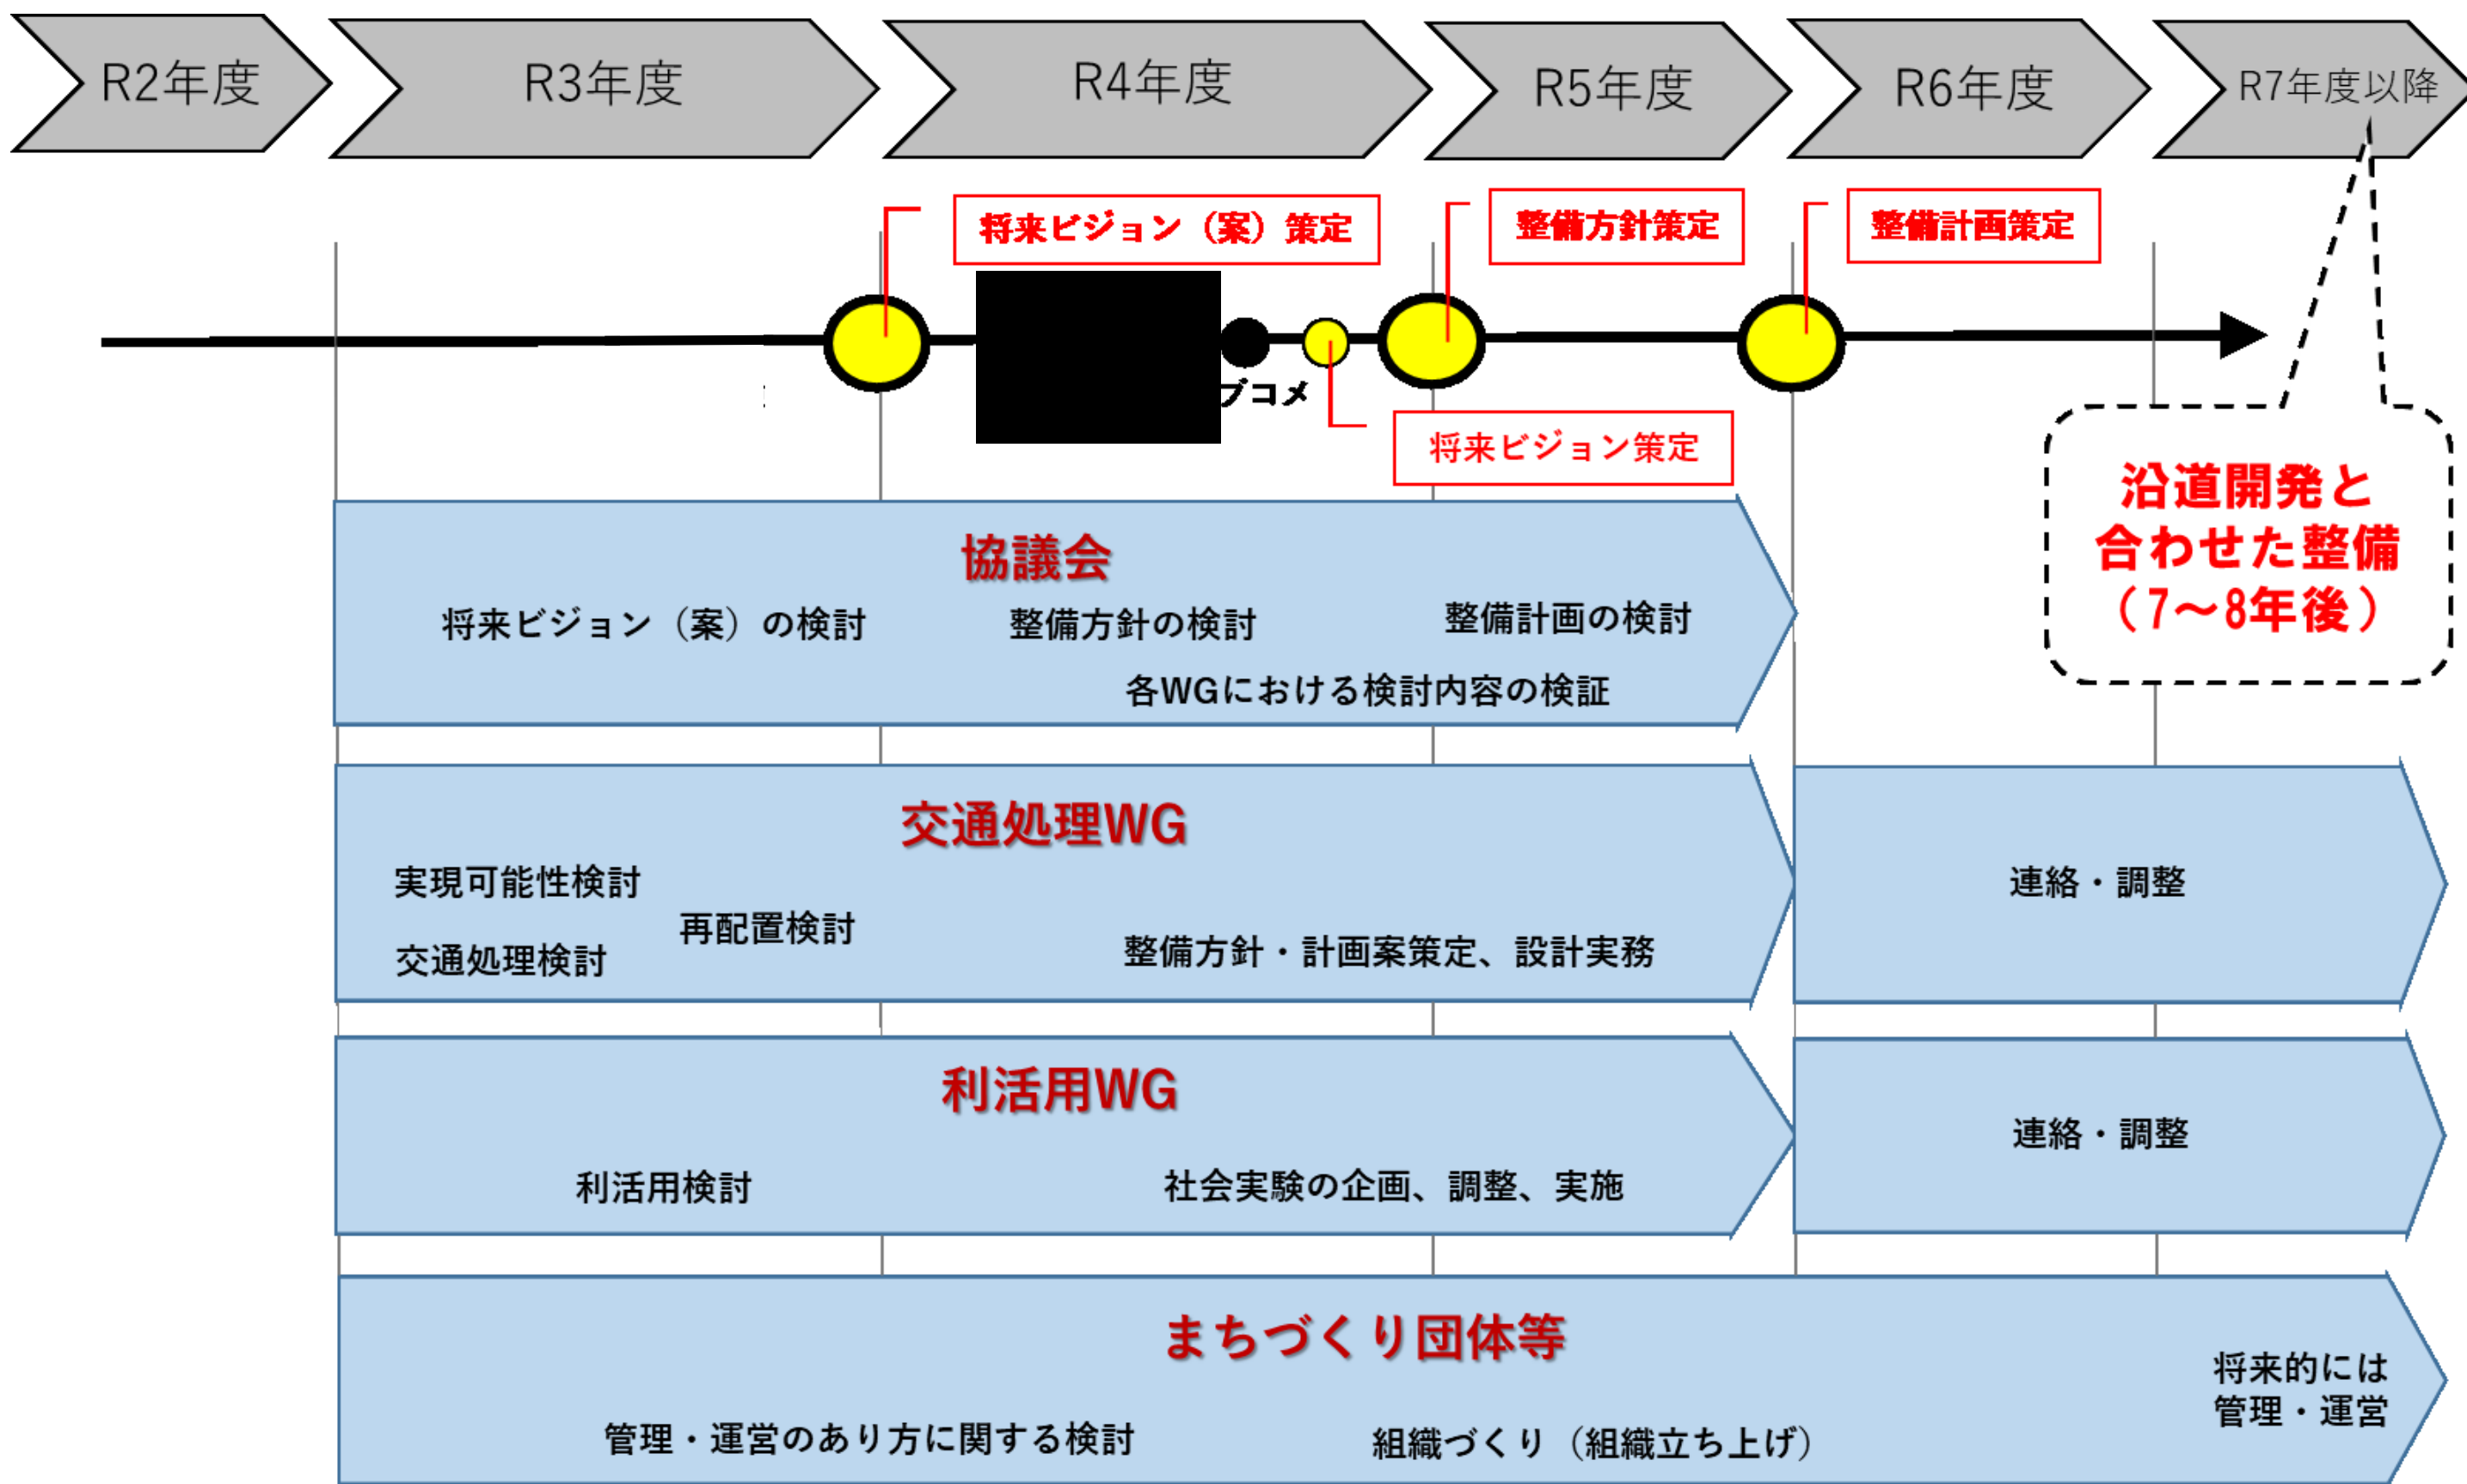 R2年度
R3年度
R4年度
R5年度
R6年度
R7年度以降
将来ビジョン（案）策定
整備方針策定
整備計画策定
ブコメ
将来ビジョン策定
沿道開発と
合わせた整備
（7～8年後）
協議会
将来ビジョン（案）の検討
整備方針の検討
整備計画の検討
各WGにおける検討内容の検証
交通処理WG
実現可能性検討
再配置検討
交通処理検討
整備方針・計画案策定、設計実務
連絡・調整
利活用WG
利活用検討
社会実験の企画、調整、実施
連絡・調整
まちづくり団体等
管理・運営のあり方に関する検討
組織づくり（組織立ち上げ）
将来的には
管理・運営